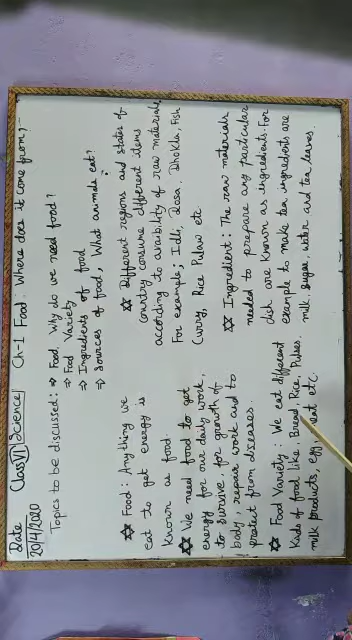 Date
20/4/2020
Class VI Science
Ch-1 Food: Where does it come from;-
Topics to be discussed: ⇒ Food, why do we need food?
⇒ Food Variety
⇒ Ingredients of food
⇒ Sources of food, What animals eat?
✡ Food: Anything we
eat to get energy is
known as food.
✡ We need food to get
energy for our daily work,
to survive, for growth of
body, repair work and to
protect from diseases.
✡ Food Variety: We eat different
kinds of food like: Bread, Rice, Pulses,
milk products, egg, meat etc.
✡ Different regions and states of
country consume different items
according to avaibility of raw materials
For example; Idli, Dosa, Dhokla, Fish
Curry, Rice Pulav etc.
✡ Ingredient: The raw materials
needed to prepare any particular
dish are known as ingredients. For
example to make tea ingredients are
milk, sugar, water and tea leaves.